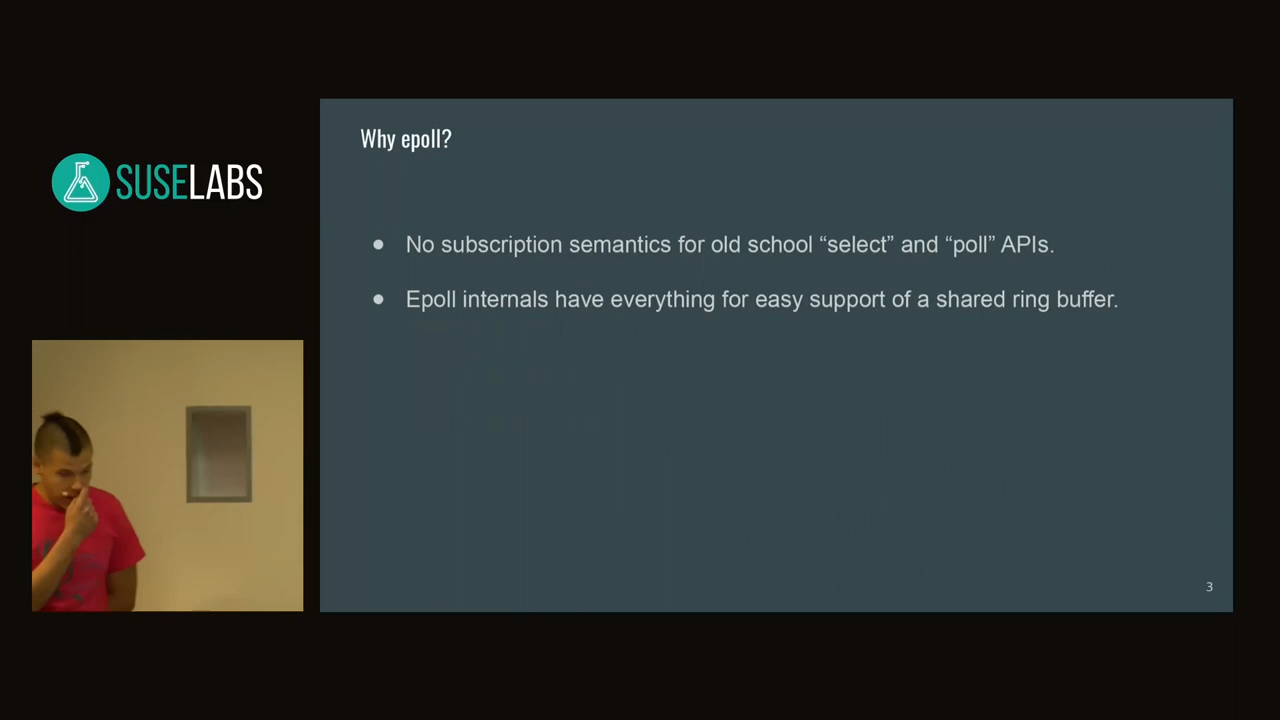 SUSELABS
Why epoll?
● No subscription semantics for old school “select” and “poll” APIs.
● Epoll internals have everything for easy support of a shared ring buffer.
3